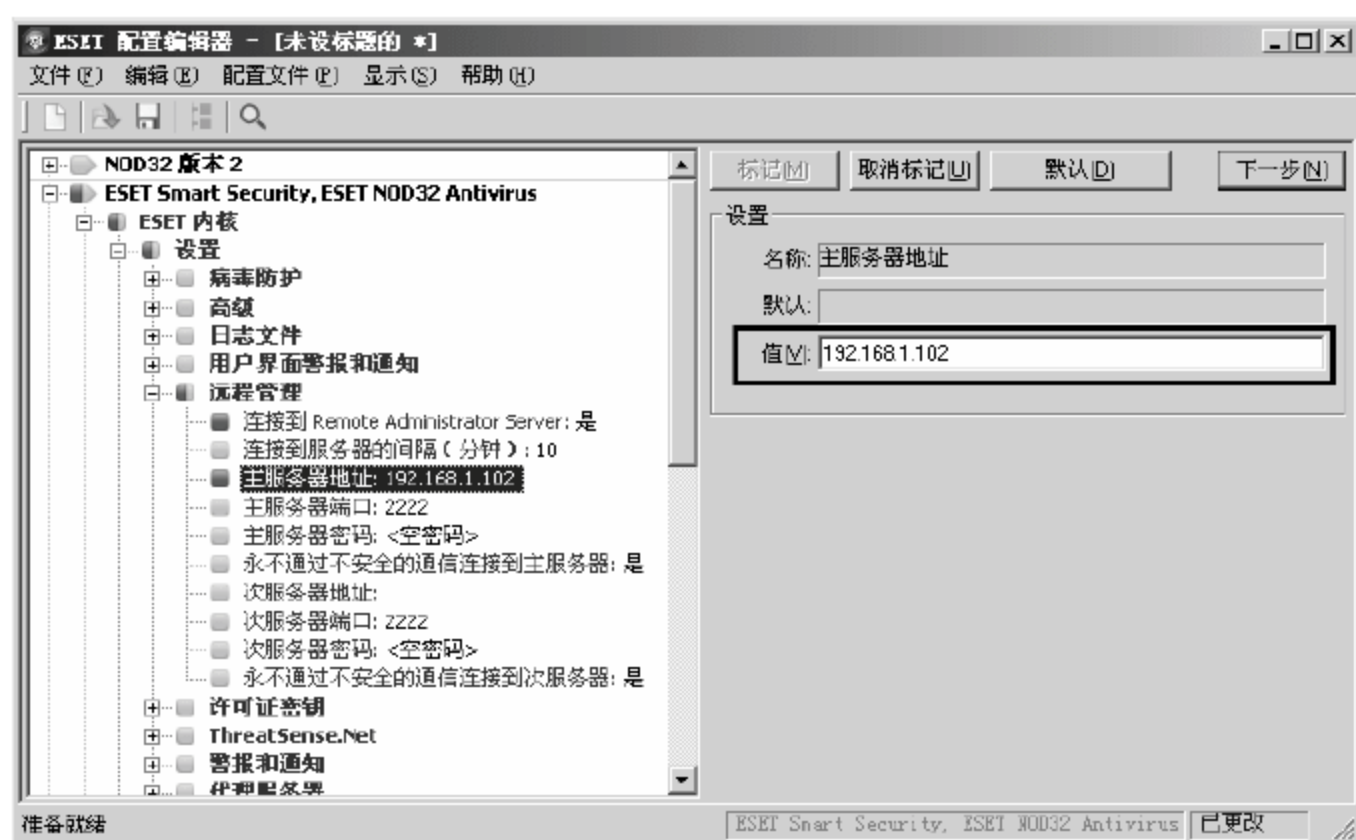 ESET 配置编辑器 - [未设标题的 *]
文件(F) 编辑(E) 配置文件(P) 显示(S) 帮助(H)
NOD32 版本 2
ESET Smart Security, ESET NOD32 Antivirus
ESET 内核
设置
病毒防护
高级
日志文件
用户界面警报和通知
远程管理
连接到 Remote Administrator Server: 是
连接到服务器的间隔(分钟): 10
主服务器地址: 192.168.1.102
主服务器端口: 2222
主服务器密码: <空密码>
永不通过不安全的通信连接到主服务器: 是
次服务器地址:
次服务器端口: 2222
次服务器密码: <空密码>
永不通过不安全的通信连接到次服务器: 是
许可证密钥
ThreatSense.Net
警报和通知
代理服务器
标记(M) 取消标记(U) 默认(D) 下一步(N)
设置
名称: 主服务器地址
默认:
值(V): 192.168.1.102
准备就绪
ESET Smart Security, ESET NOD32 Antivirus 已更改